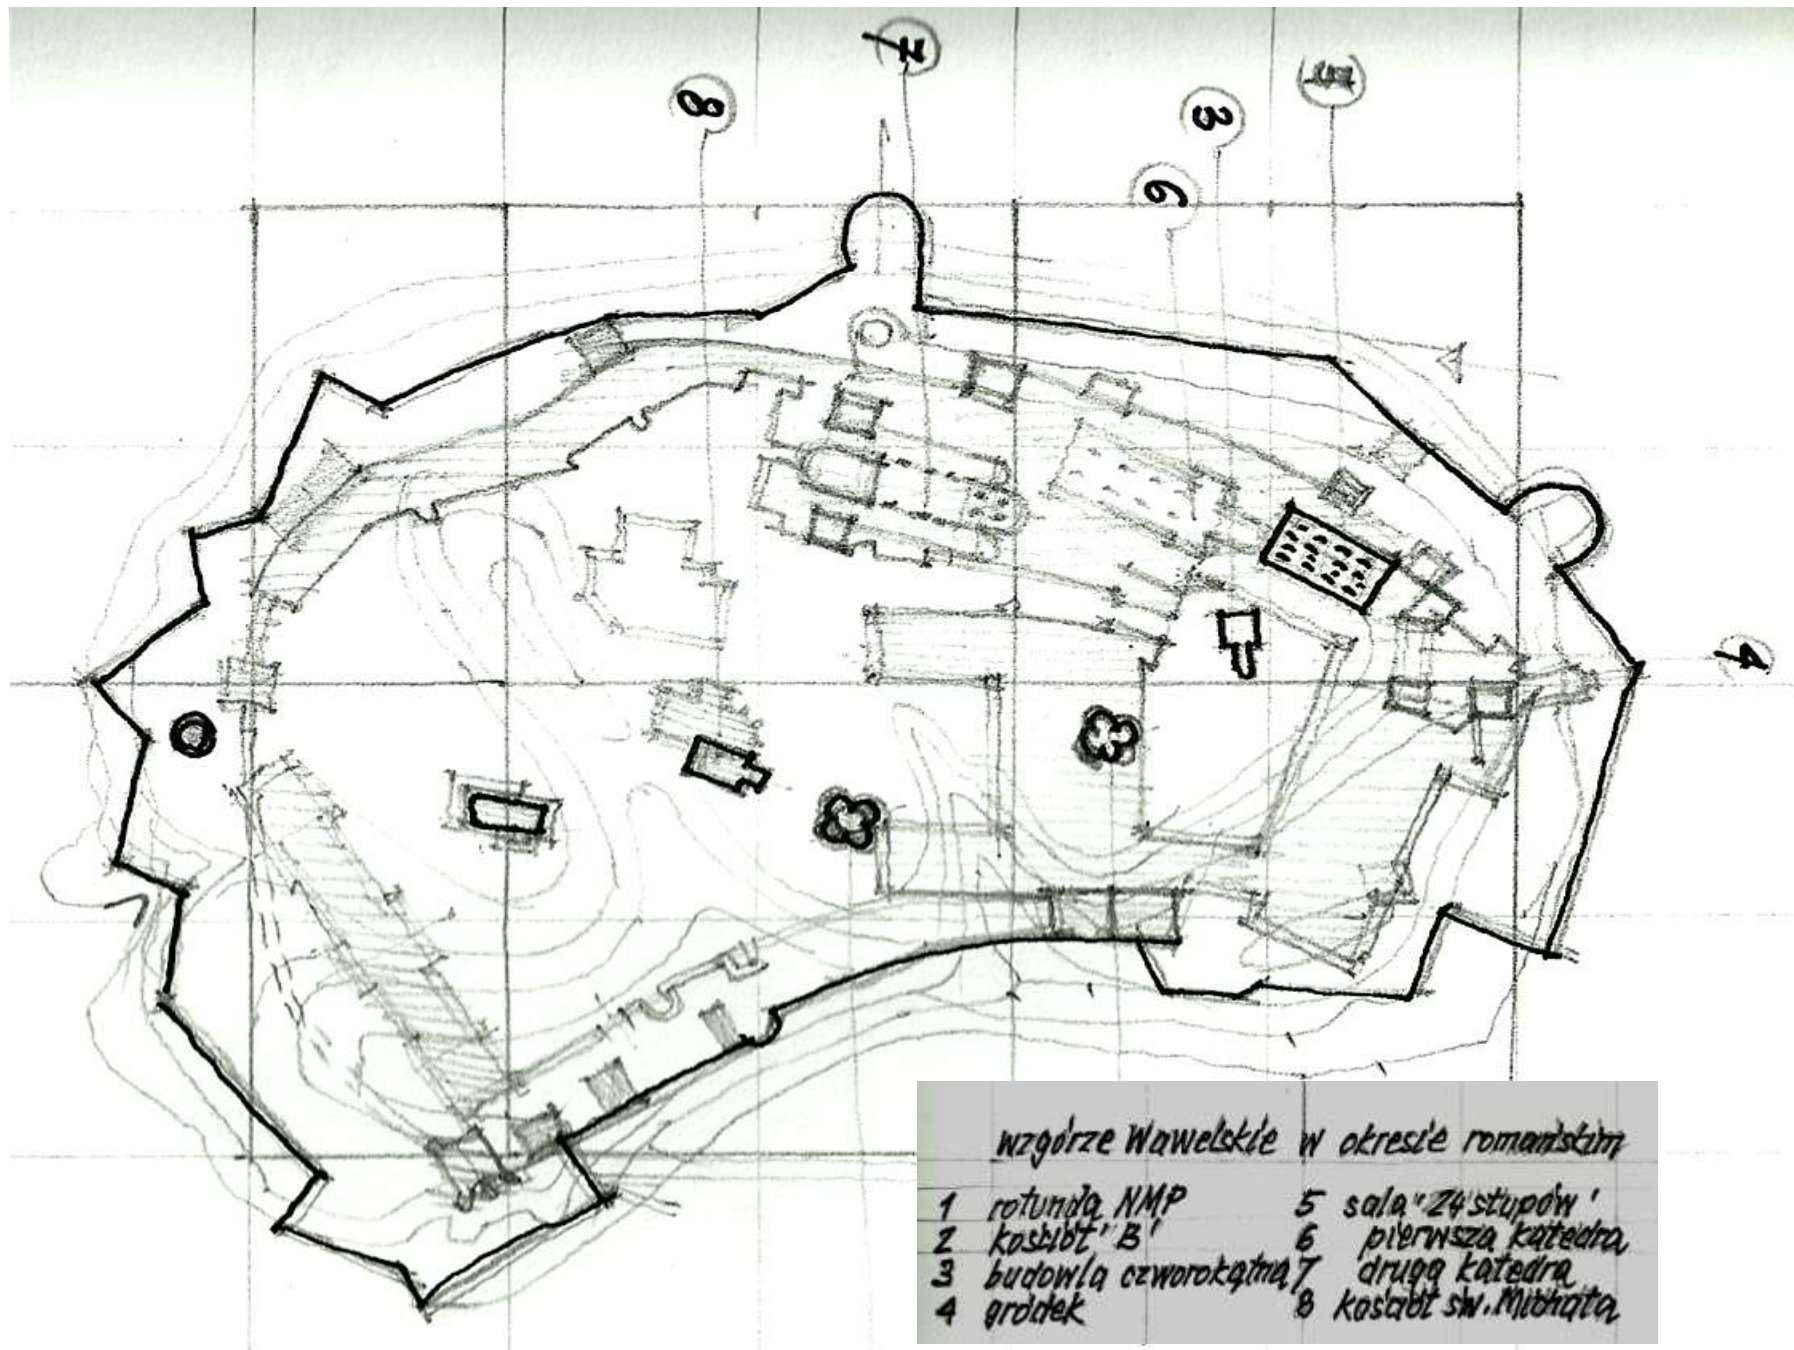 7
8
3
5
6
4
wzgórze Wawelskie w okresie romańskim
1 rotunda NMP
2 kościół "B"
3 budowla czworokątna
4 gródek
5 sala "24 słupów"
6 pierwsza katedra
7 druga katedra
8 kościół św. Michała